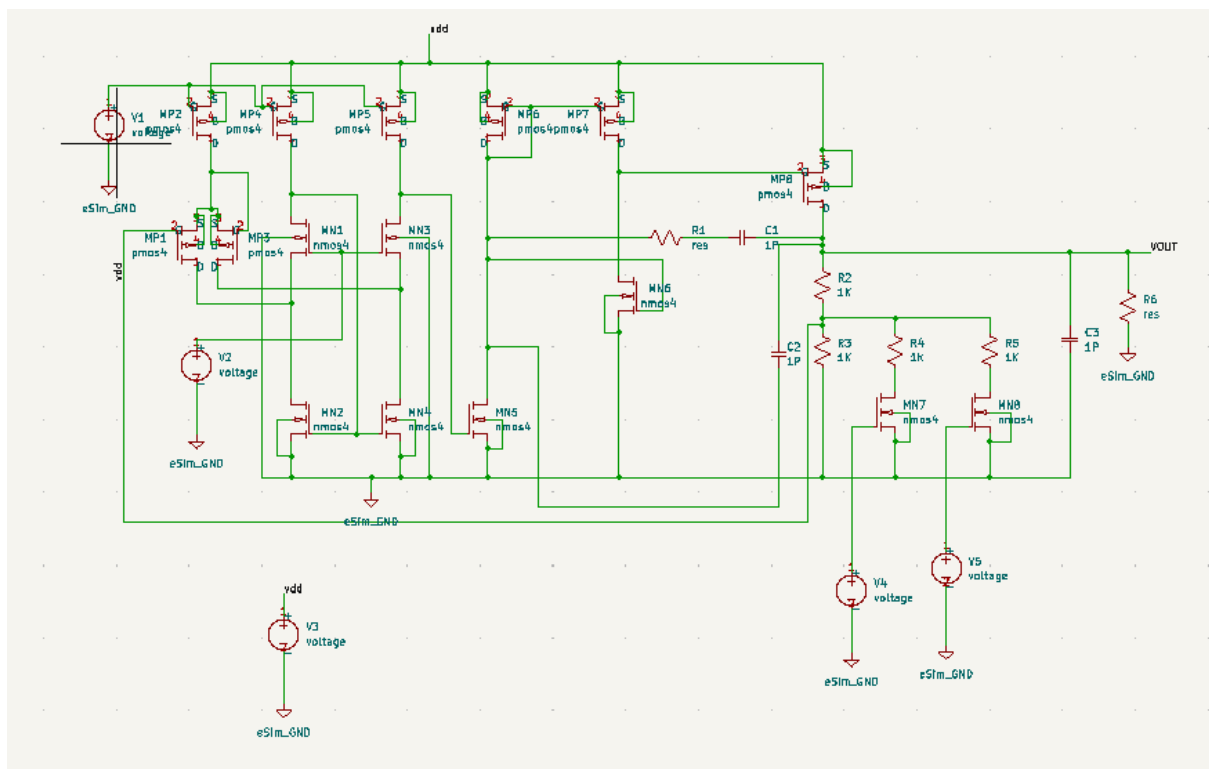 vdd
V1
voltage
eSim_GND
MP2
pmos4
MP4
pmos4
MP5
pmos4
MP6
pmos4
MP7
pmos4
MP8
pmos4
MP1
pmos4
MP3
pmos4
vdd
MN1
nmos4
MN3
nmos4
R1
res
C1
1P
VOUT
MN6
nmos4
R2
1K
R6
res
eSim_GND
V2
voltage
eSim_GND
C2
1P
R3
1K
R4
1K
R5
1K
C3
1P
MN2
nmos4
MN4
nmos4
MN5
nmos4
MN7
nmos4
MN8
nmos4
eSim_GND
vdd
V3
voltage
eSim_GND
V4
voltage
eSim_GND
V5
voltage
eSim_GND